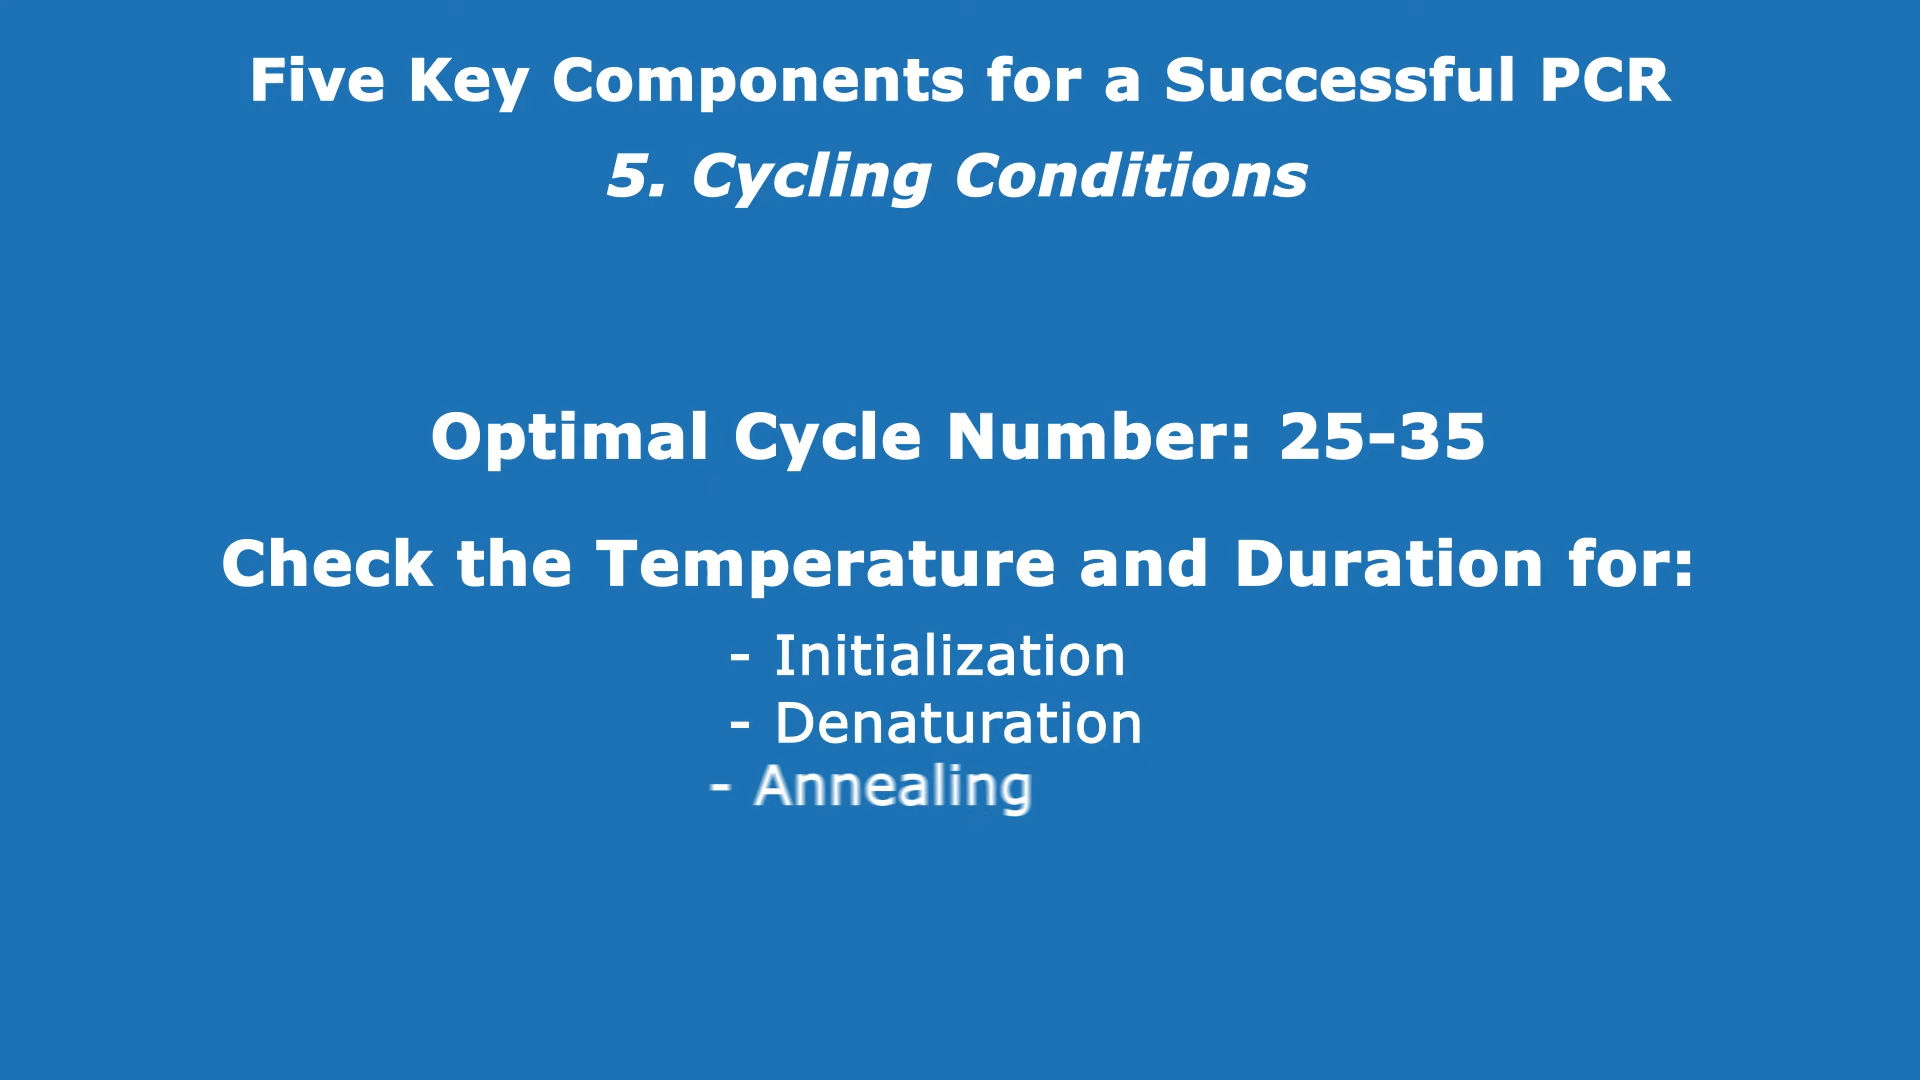 Five Key Components for a Successful PCR
5. Cycling Conditions
Optimal Cycle Number: 25-35
Check the Temperature and Duration for:
- Initialization
- Denaturation
- Annealing